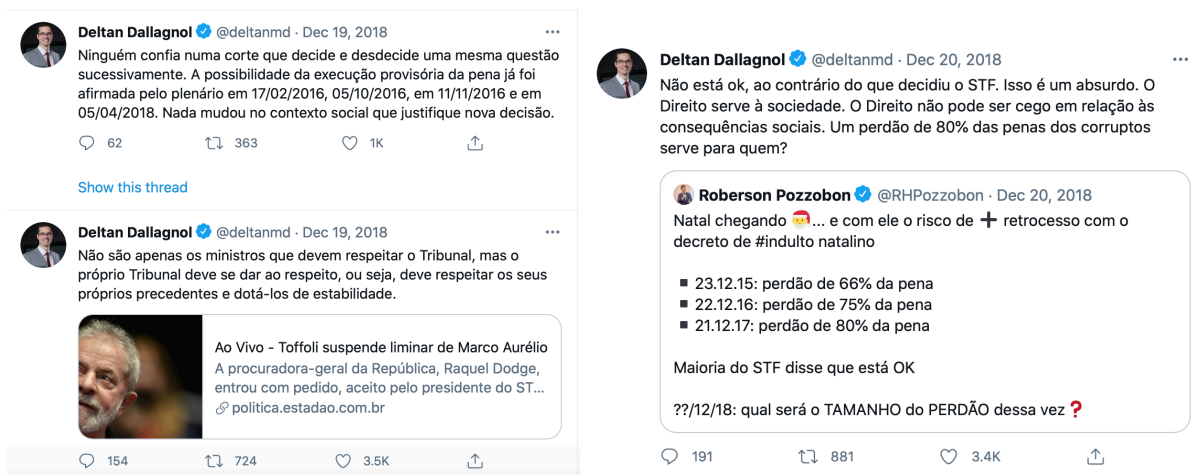 Deltan Dallagnol @deltanmd · Dec 19, 2018
Ninguém confia numa corte que decide e desdecide uma mesma questão
sucessivamente. A possibilidade da execução provisória da pena já foi
afirmada pelo plenário em 17/02/2016, 05/10/2016, em 11/11/2016 e em
05/04/2018. Nada mudou no contexto social que justifique nova decisão.
62 363 1K
Show this thread
Deltan Dallagnol @deltanmd · Dec 19, 2018
Não são apenas os ministros que devem respeitar o Tribunal, mas o
próprio Tribunal deve se dar ao respeito, ou seja, deve respeitar os seus
próprios precedentes e dotá-los de estabilidade.
Ao Vivo - Toffoli suspende liminar de Marco Aurélio
A procuradora-geral da República, Raquel Dodge,
entrou com pedido, aceito pelo presidente do ST...
politica.estadao.com.br
154 724 3.5K
Deltan Dallagnol @deltanmd · Dec 20, 2018
Não está ok, ao contrário do que decidiu o STF. Isso é um absurdo. O
Direito serve à sociedade. O Direito não pode ser cego em relação às
consequências sociais. Um perdão de 80% das penas dos corruptos
serve para quem?
Roberson Pozzobon @RHPozzobon · Dec 20, 2018
Natal chegando 🎅... e com ele o risco de ➕ retrocesso com o
decreto de #indulto natalino
▪ 23.12.15: perdão de 66% da pena
▪ 22.12.16: perdão de 75% da pena
▪ 21.12.17: perdão de 80% da pena
Maioria do STF disse que está OK
??/12/18: qual será o TAMANHO do PERDÃO dessa vez❓
191 881 3.4K